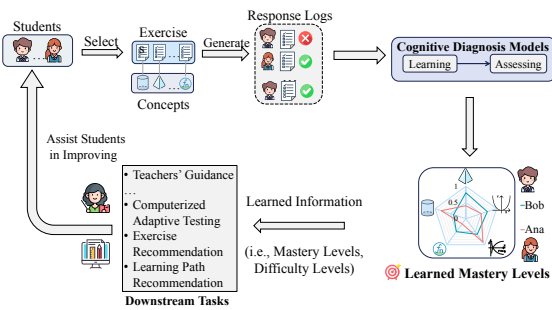 Students
Select
Exercise
Concepts
Generate
Response Logs
Cognitive Diagnosis Models
Learning
Assessing
1
0.5
0
-Bob
-Ana
Learned Mastery Levels
Learned Information
(i.e., Mastery Levels,
Difficulty Levels)
• Teachers' Guidance
...
• Computerized
Adaptive Testing
• Exercise
Recommendation
• Learning Path
Recommendation
Downstream Tasks
Assist Students
in Improving